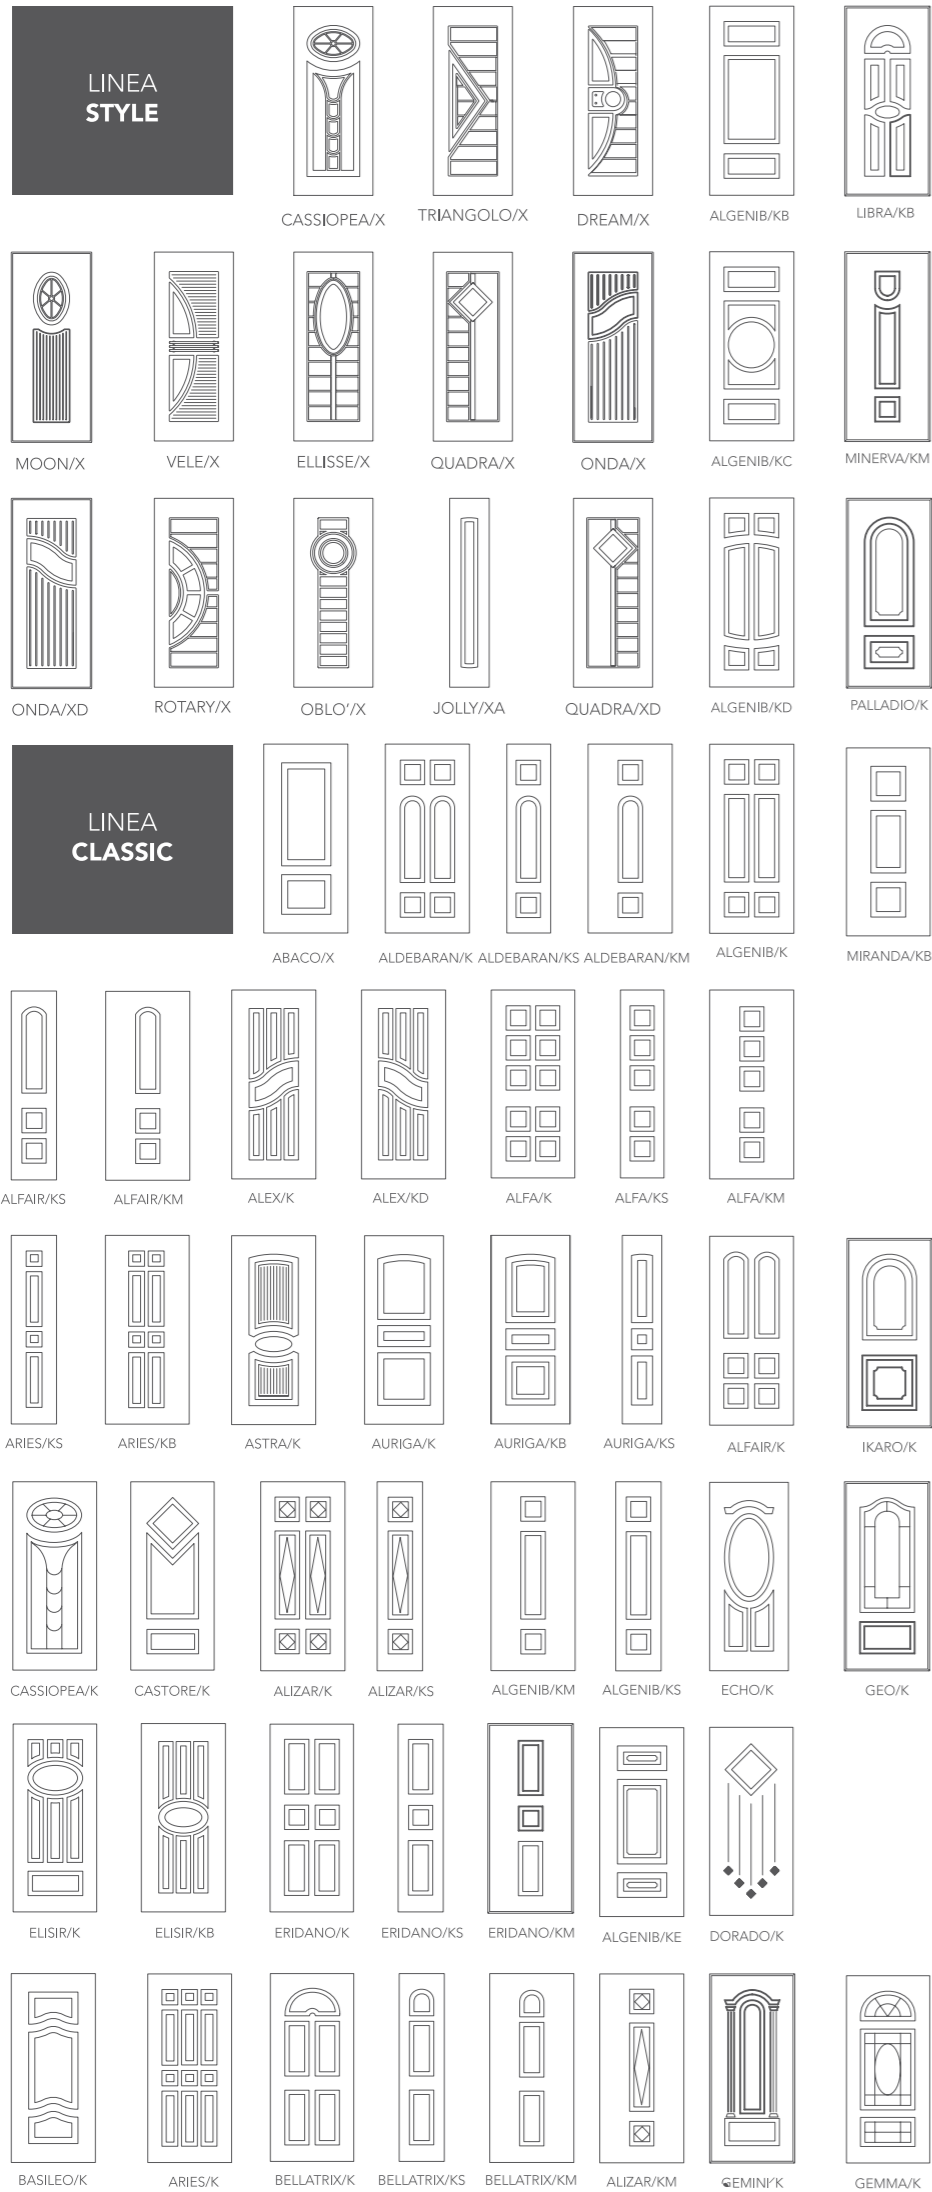 LINEA
STYLE
CASSIOPEA/X
TRIANGOLO/X
DREAM/X
ALGENIB/KB
LIBRA/KB
MOON/X
VELE/X
ELLISSE/X
QUADRA/X
ONDA/X
ALGENIB/KC
MINERVA/KM
ONDA/XD
ROTARY/X
OBLO'/X
JOLLY/XA
QUADRA/XD
ALGENIB/KD
PALLADIO/K
LINEA
CLASSIC
ABACO/X
ALDEBARAN/K
ALDEBARAN/KS
ALDEBARAN/KM
ALGENIB/K
MIRANDA/KB
ALFAIR/KS
ALFAIR/KM
ALEX/K
ALEX/KD
ALFA/K
ALFA/KS
ALFA/KM
ARIES/KS
ARIES/KB
ASTRA/K
AURIGA/K
AURIGA/KB
AURIGA/KS
ALFAIR/K
IKARO/K
CASSIOPEA/K
CASTORE/K
ALIZAR/K
ALIZAR/KS
ALGENIB/KM
ALGENIB/KS
ECHO/K
GEO/K
ELISIR/K
ELISIR/KB
ERIDANO/K
ERIDANO/KS
ERIDANO/KM
ALGENIB/KE
DORADO/K
BASILEO/K
ARIES/K
BELLATRIX/K
BELLATRIX/KS
BELLATRIX/KM
ALIZAR/KM
GEMINI/K
GEMMA/K